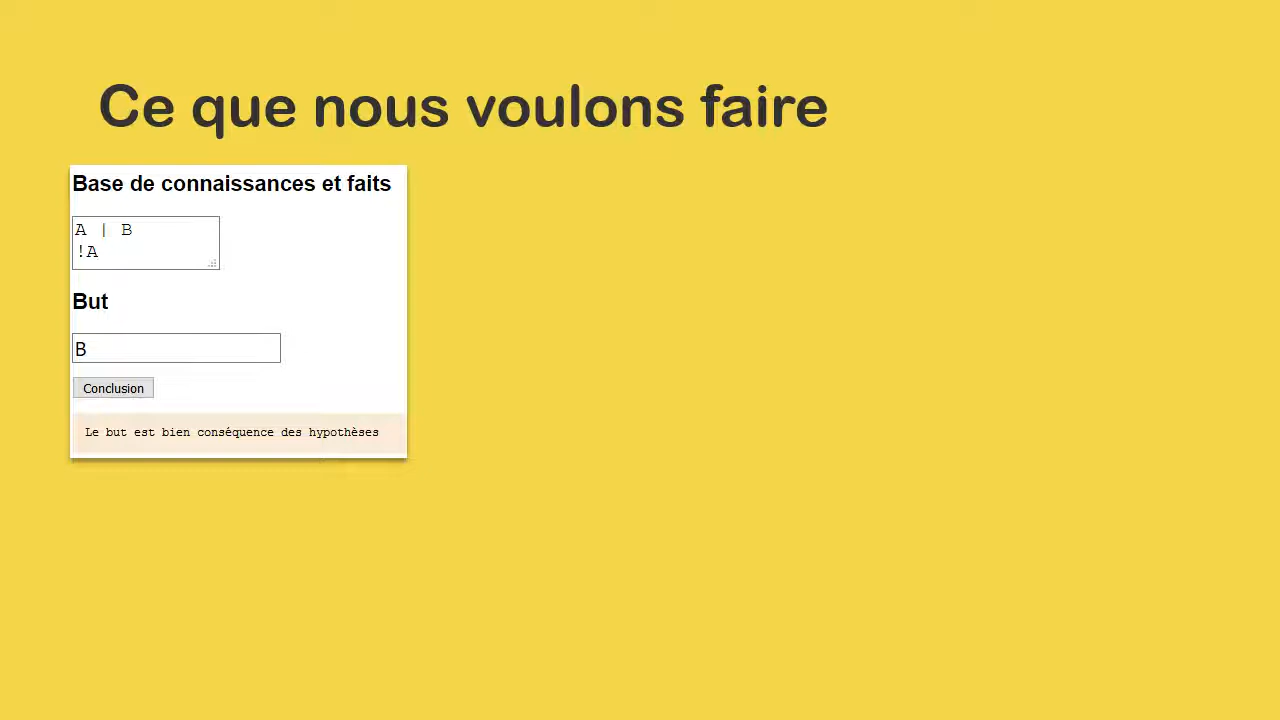 Ce que nous voulons faire
Base de connaissances et faits
A | B
!A
But
B
Conclusion
Le but est bien conséquence des hypothèses